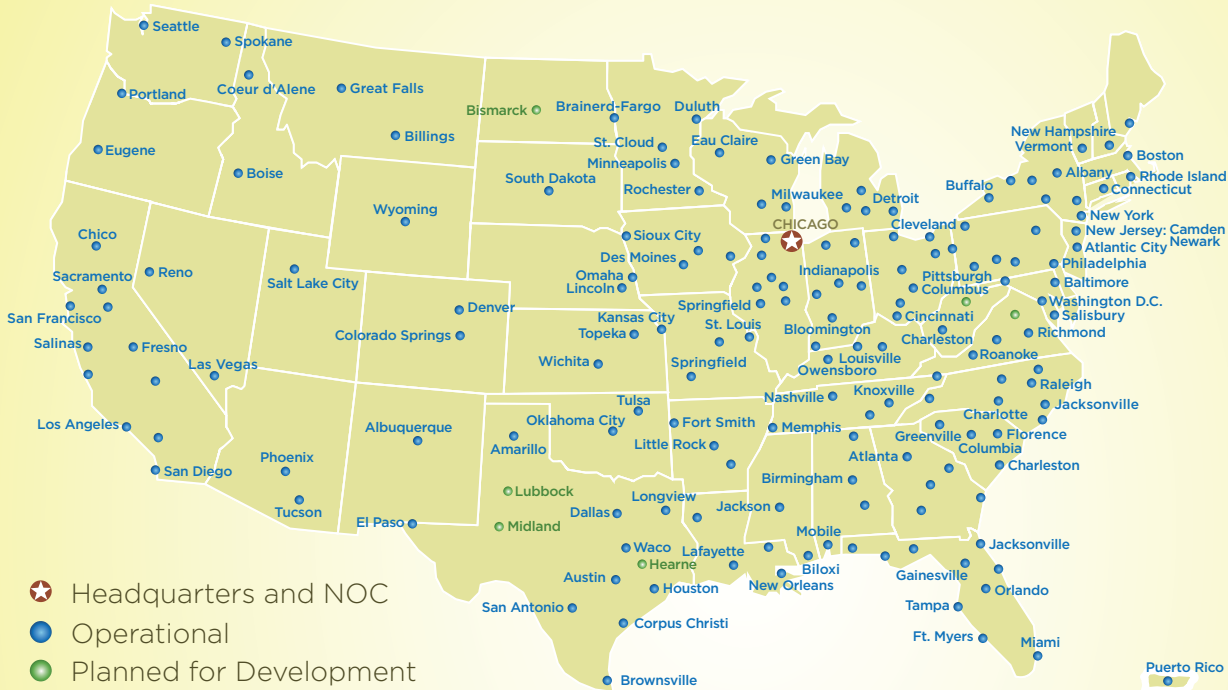 Seattle
Spokane
Coeur d'Alene
Great Falls
Portland
Billings
Eugene
Boise
Bismarck
Brainerd-Fargo
Duluth
St. Cloud
Eau Claire
Minneapolis
Green Bay
South Dakota
Rochester
Milwaukee
Detroit
Wyoming
CHICAGO
Cleveland
Buffalo
New Hampshire
Vermont
Boston
Albany
Rhode Island
Connecticut
New York
New Jersey: Camden
Newark
Atlantic City
Philadelphia
Baltimore
Washington D.C.
Salisbury
Richmond
Chico
Sacramento
Reno
San Francisco
Salinas
Fresno
Las Vegas
Salt Lake City
Denver
Colorado Springs
Sioux City
Des Moines
Omaha
Lincoln
Kansas City
Topeka
Wichita
Springfield
St. Louis
Springfield
Indianapolis
Bloomington
Louisville
Owensboro
Pittsburgh
Columbus
Cincinnati
Charleston
Roanoke
Raleigh
Jacksonville
Charlotte
Knoxville
Nashville
Memphis
Greenville
Florence
Columbia
Charleston
Atlanta
Birmingham
Los Angeles
San Diego
Phoenix
Tucson
Albuquerque
El Paso
Amarillo
Oklahoma City
Tulsa
Fort Smith
Little Rock
Lubbock
Midland
Dallas
Longview
Jackson
Mobile
Waco
Lafayette
Hearne
Biloxi
Austin
Houston
New Orleans
San Antonio
Corpus Christi
Brownsville
Jacksonville
Gainesville
Orlando
Tampa
Ft. Myers
Miami
Puerto Rico
Headquarters and NOC
Operational
Planned for Development